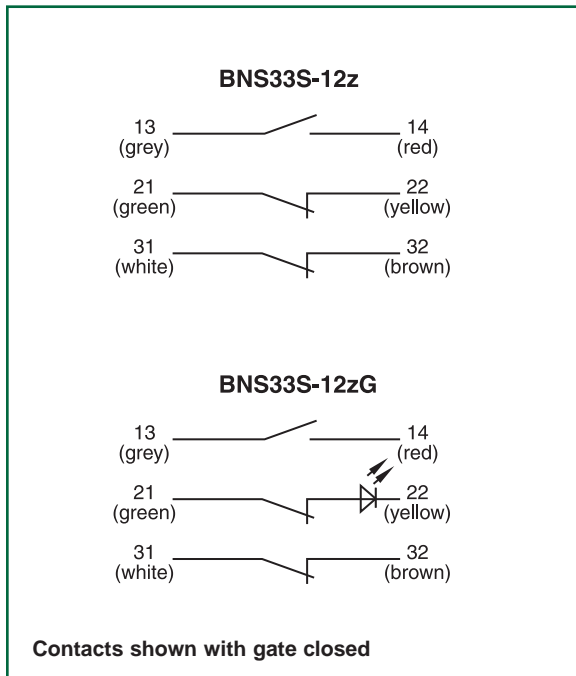 BNS33S-12z
13 14
(grey) (red)
21 22
(green) (yellow)
31 32
(white) (brown)
BNS33S-12zG
13 14
(grey) (red)
21 22
(green) (yellow)
31 32
(white) (brown)
Contacts shown with gate closed